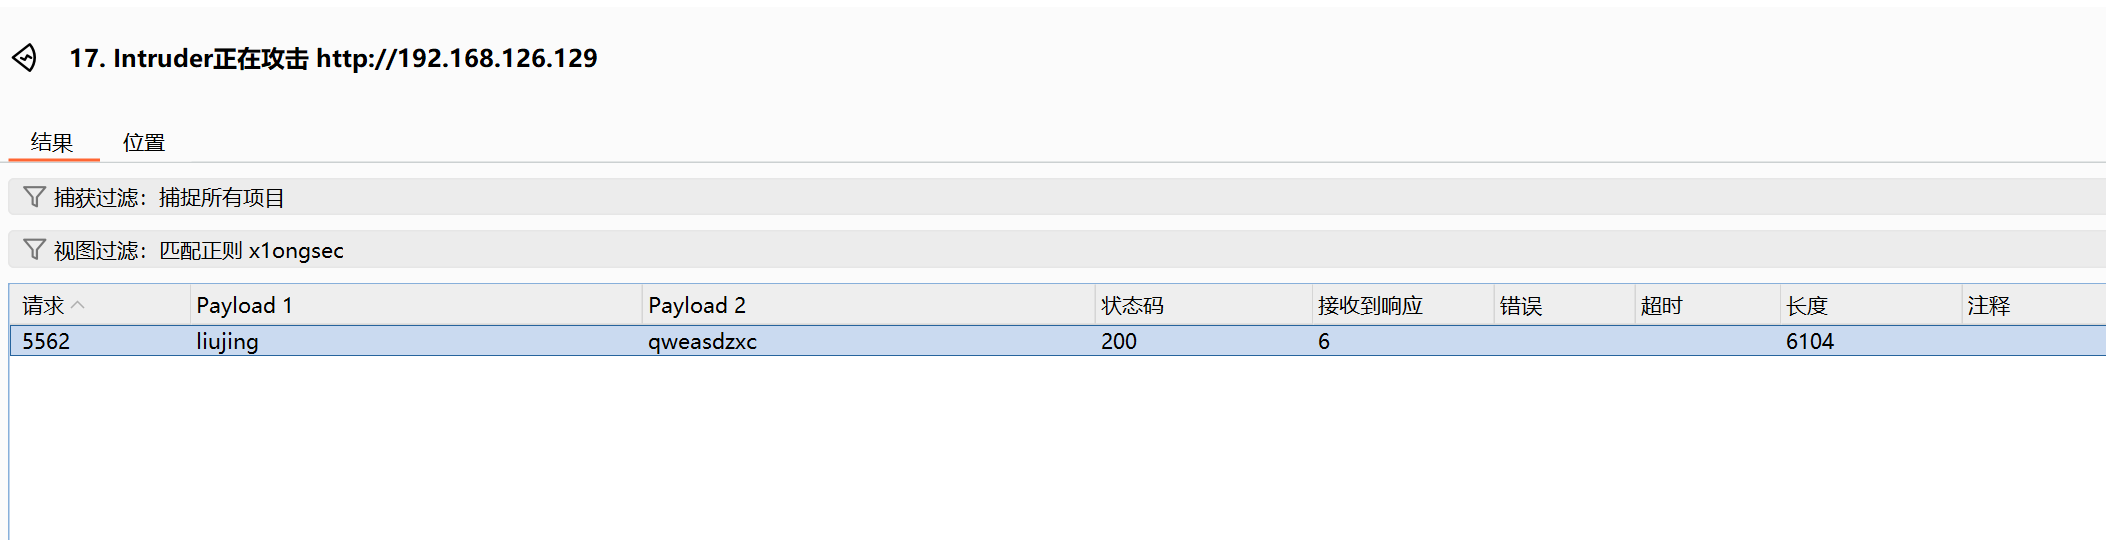 17. Intruder正在攻击 http://192.168.126.129
结果 位置
捕获过滤：捕捉所有项目
视图过滤：匹配正则 x1ongsec
请求 Payload 1 Payload 2 状态码 接收到响应 错误 超时 长度 注释
5562 liujing qweasdzxc 200 6 6104